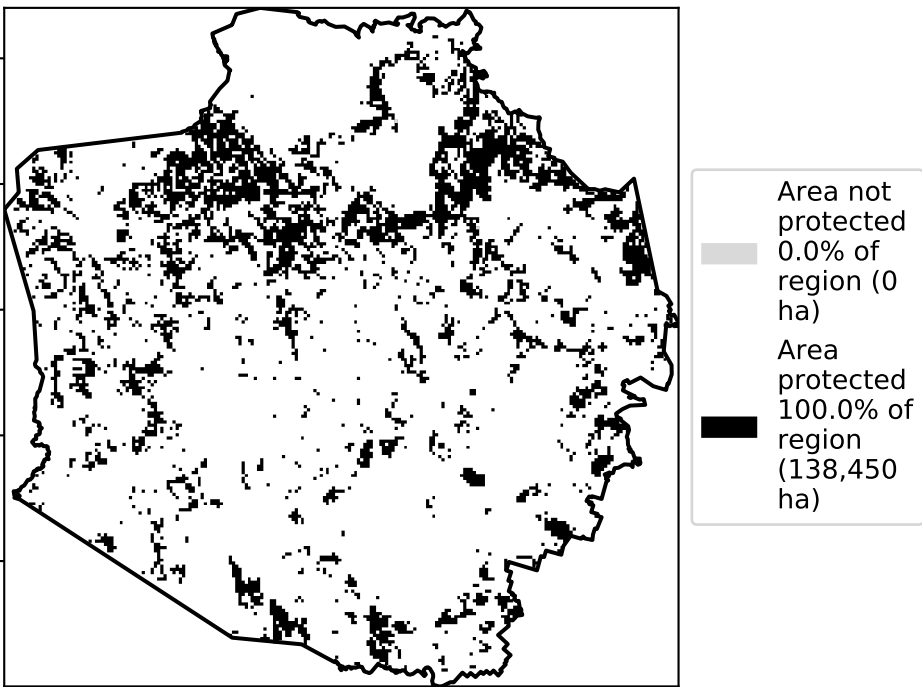 Area not
protected
0.0% of
region (0
ha)
Area
protected
100.0% of
region
(138,450
ha)